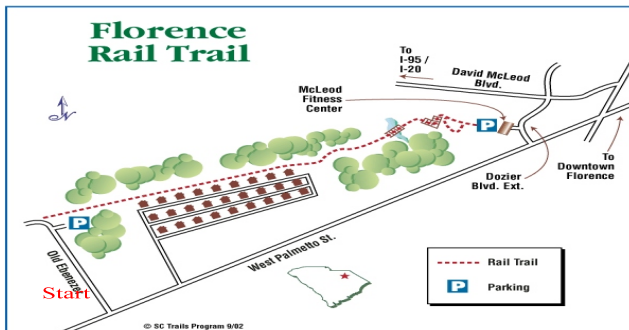 Florence
Rail Trail
To
I-95 /
I-20
David McLeod
Blvd.
McLeod
Fitness
Center
N
P
To
Downtown
Florence
Dozier
Blvd. Ext.
P
Old Ebenezer
West Palmetto St.
Start
Rail Trail
P Parking
© SC Trails Program 9/02